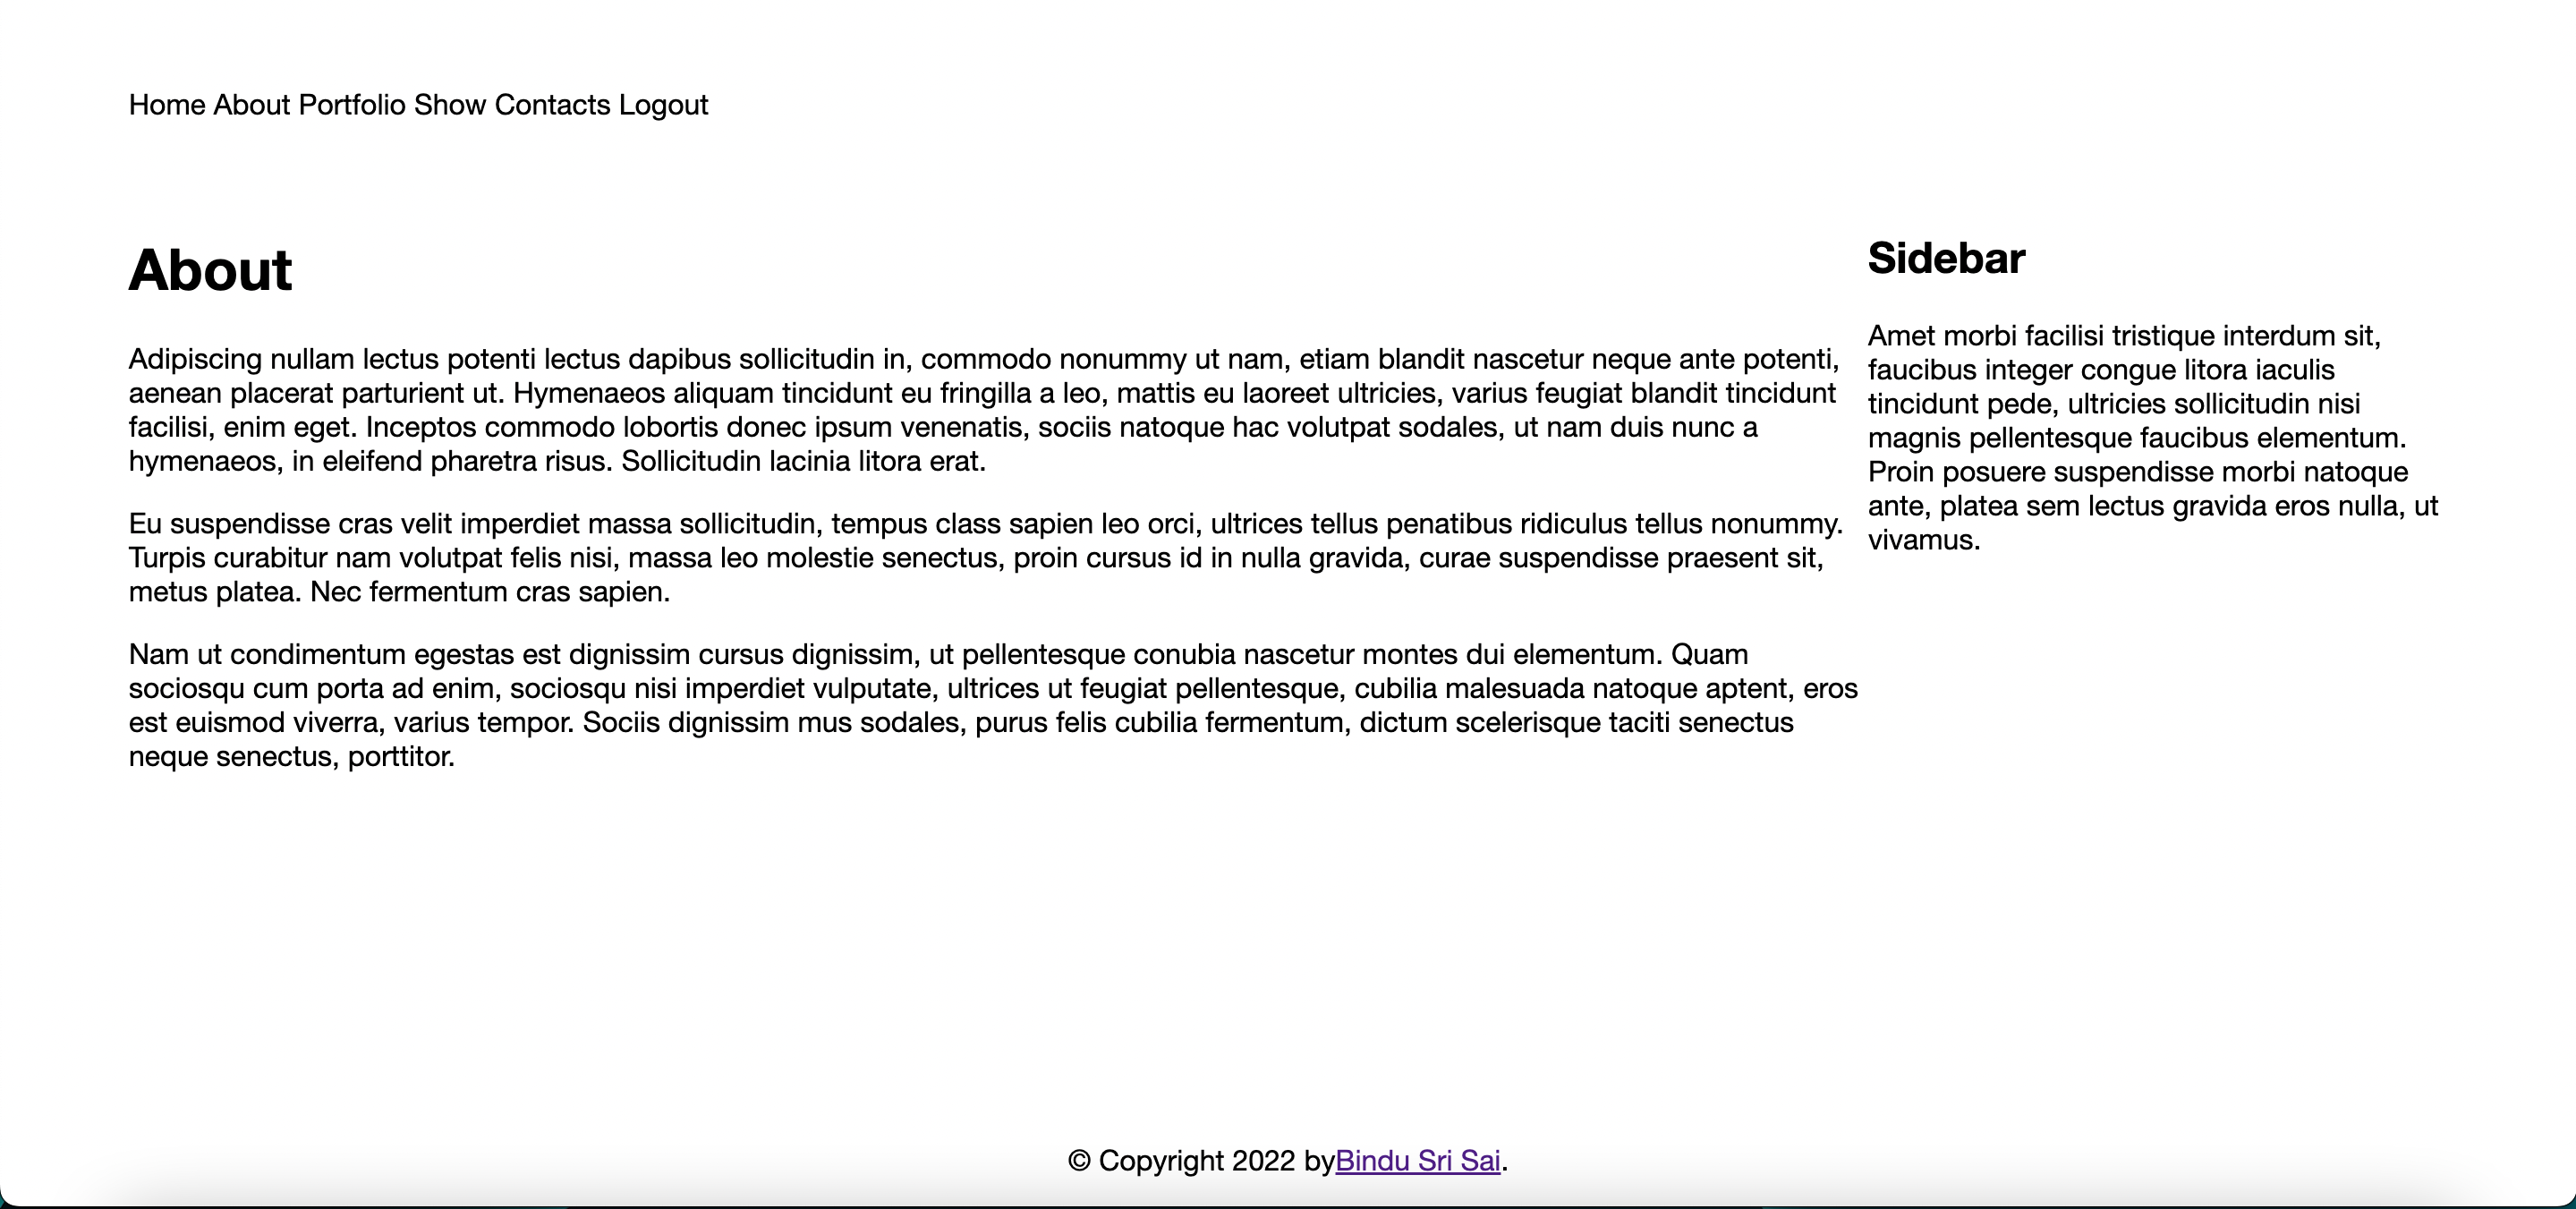 Home About Portfolio Show Contacts Logout
About
Adipiscing nullam lectus potenti lectus dapibus sollicitudin in, commodo nonummy ut nam, etiam blandit nascetur neque ante potenti,
aenean placerat parturient ut. Hymenaeos aliquam tincidunt eu fringilla a leo, mattis eu laoreet ultricies, varius feugiat blandit tincidunt
facilisi, enim eget. Inceptos commodo lobortis donec ipsum venenatis, sociis natoque hac volutpat sodales, ut nam duis nunc a
hymenaeos, in eleifend pharetra risus. Sollicitudin lacinia litora erat.
Eu suspendisse cras velit imperdiet massa sollicitudin, tempus class sapien leo orci, ultrices tellus penatibus ridiculus tellus nonummy.
Turpis curabitur nam volutpat felis nisi, massa leo molestie senectus, proin cursus id in nulla gravida, curae suspendisse praesent sit,
metus platea. Nec fermentum cras sapien.
Nam ut condimentum egestas est dignissim cursus dignissim, ut pellentesque conubia nascetur montes dui elementum. Quam
sociosqu cum porta ad enim, sociosqu nisi imperdiet vulputate, ultrices ut feugiat pellentesque, cubilia malesuada natoque aptent, eros
est euismod viverra, varius tempor. Sociis dignissim mus sodales, purus felis cubilia fermentum, dictum scelerisque taciti senectus
neque senectus, porttitor.
Sidebar
Amet morbi facilisi tristique interdum sit,
faucibus integer congue litora iaculis
tincidunt pede, ultricies sollicitudin nisi
magnis pellentesque faucibus elementum.
Proin posuere suspendisse morbi natoque
ante, platea sem lectus gravida eros nulla, ut
vivamus.
© Copyright 2022 byBindu Sri Sai.